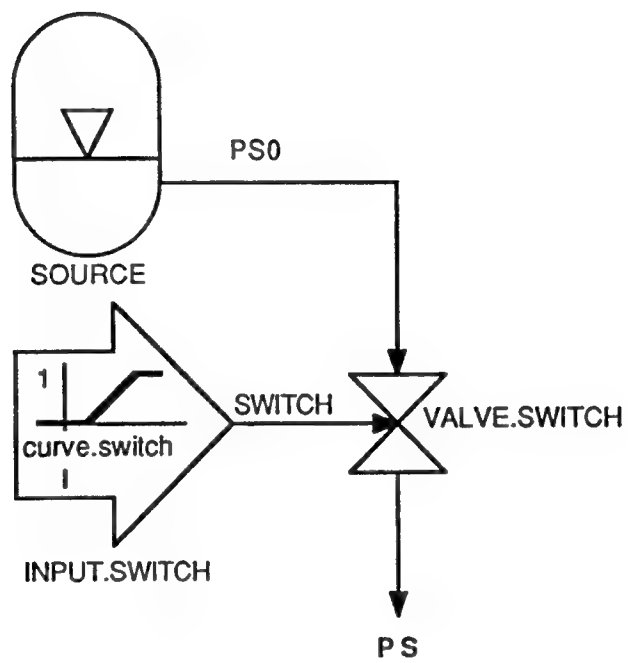 PS0
SOURCE
1
SWITCH
VALVE.SWITCH
curve.switch
INPUT.SWITCH
PS